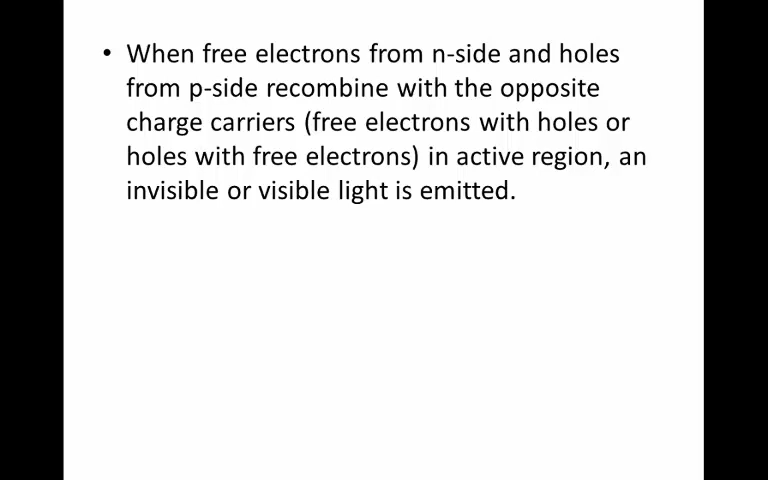 • When free electrons from n-side and holes
from p-side recombine with the opposite
charge carriers (free electrons with holes or
holes with free electrons) in active region, an
invisible or visible light is emitted.